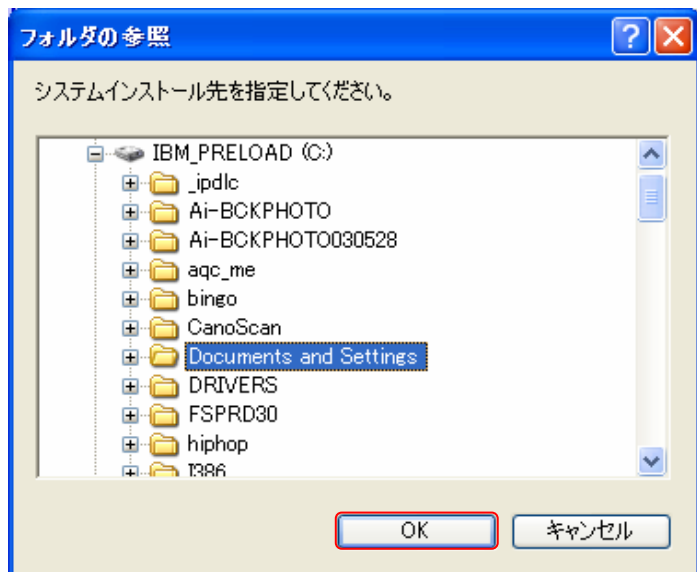 フォルダの参照
システムインストール先を指定してください。
IBM_PRELOAD (C:)
_ipdlc
Ai-BCKPHOTO
Ai-BCKPHOTO030528
aqc_me
bingo
CanoScan
Documents and Settings
DRIVERS
FSPRD30
hiphop
I386
OK キャンセル